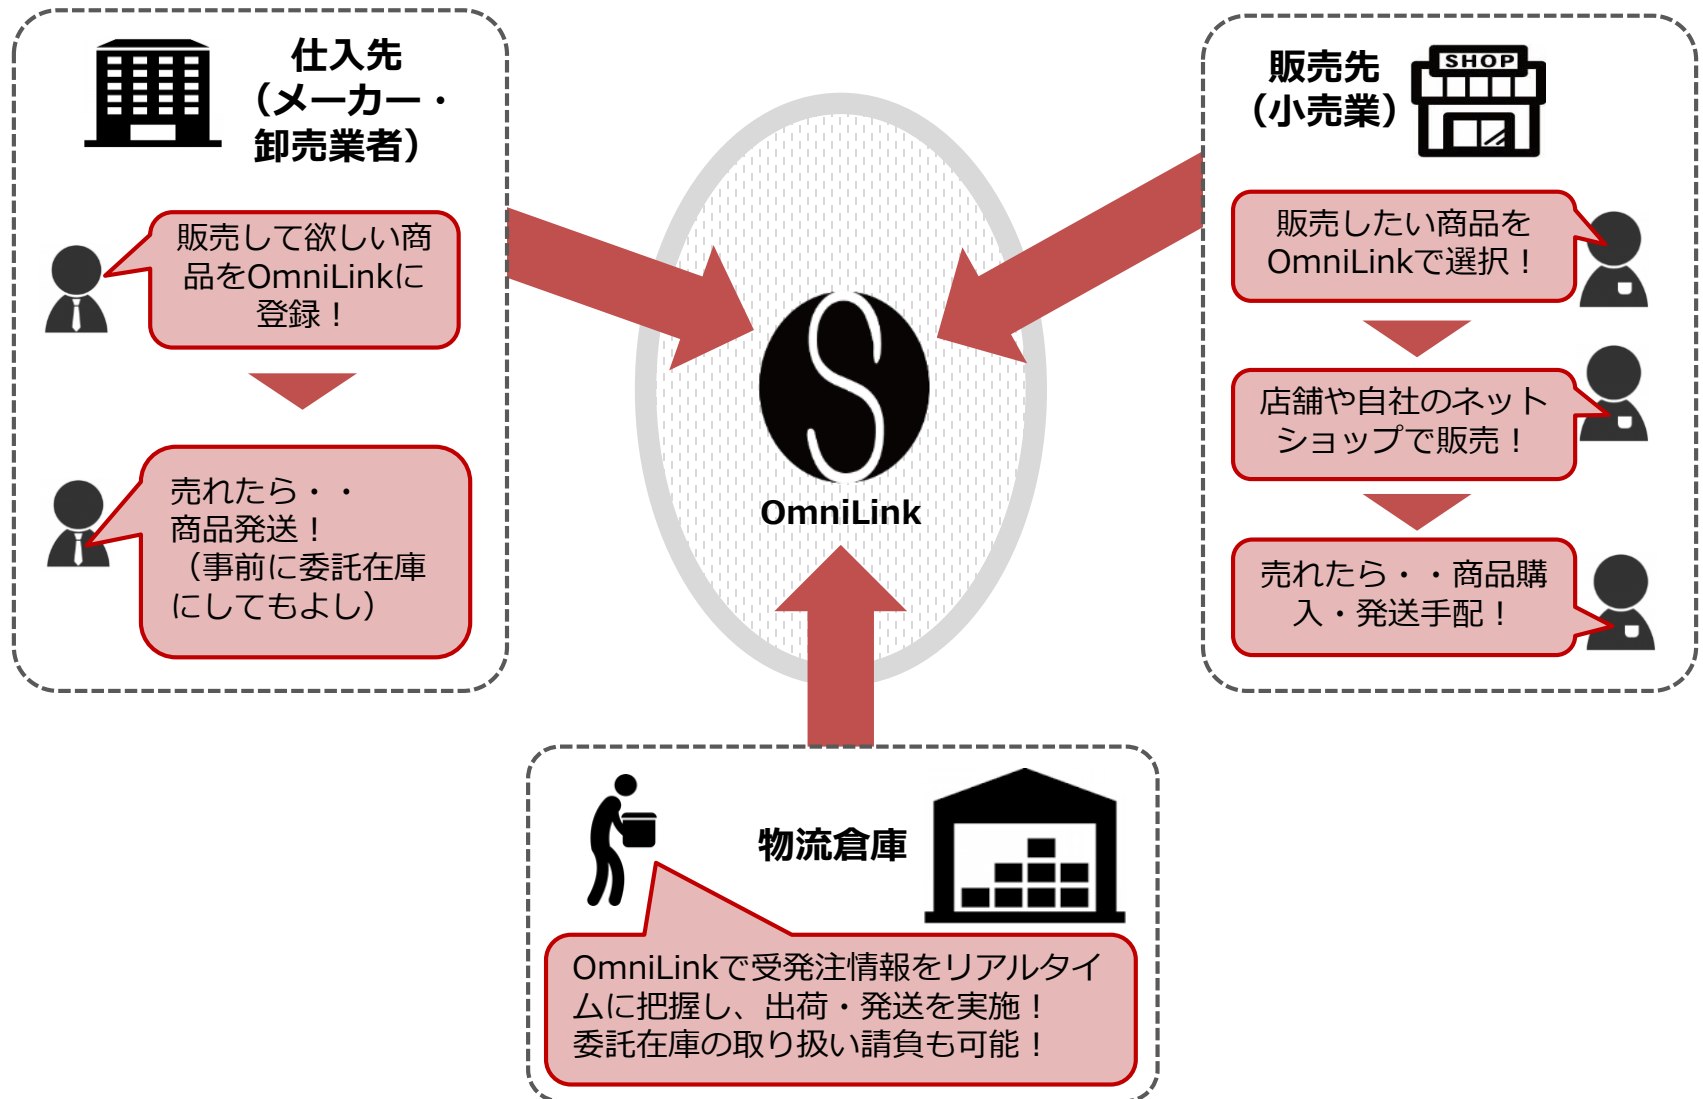 仕入先
（メーカー・
卸売業者）
販売して欲しい商
品をOmniLinkに
登録！
売れたら・・
商品発送！
（事前に委託在庫
にしてもよし）
OmniLink
販売先
（小売業）
SHOP
販売したい商品を
OmniLinkで選択！
店舗や自社のネット
ショップで販売！
売れたら・・商品購
入・発送手配！
物流倉庫
OmniLinkで受発注情報をリアルタイ
ムに把握し、出荷・発送を実施！
委託在庫の取り扱い請負も可能！